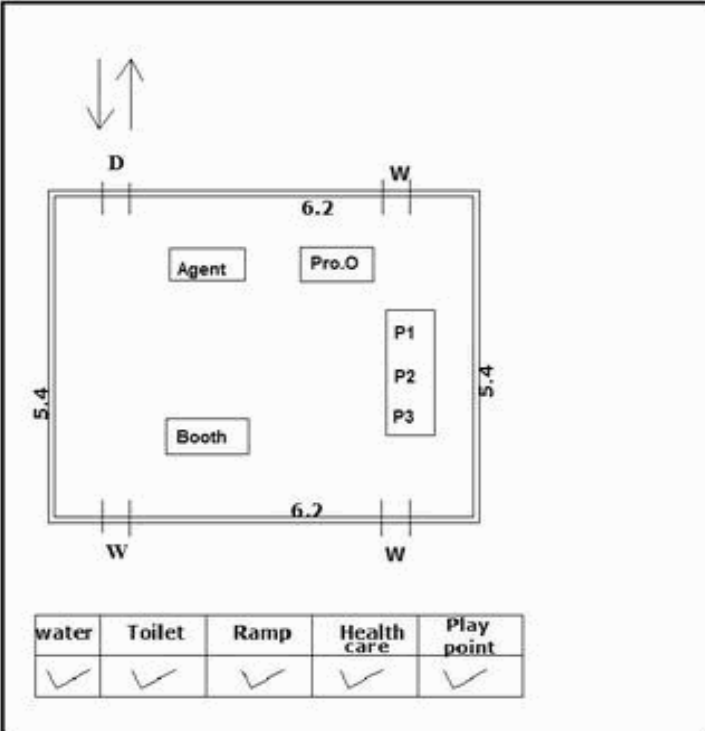 D
W
6.2
Agent
Pro.O
P1
P2
P3
5.4
5.4
Booth
6.2
W
W
water Toilet Ramp Health care Play point